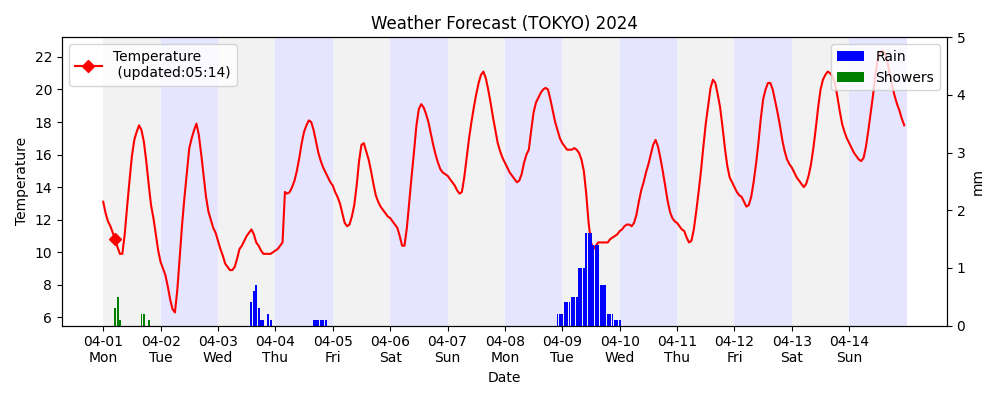 Weather Forecast (TOKYO) 2024
Temperature
(updated:05:14)
Rain
Showers
Temperature
22
20
18
16
14
12
10
8
6
5
4
3
2
1
0
mm
04-01 04-02 04-03 04-04 04-05 04-06 04-07 04-08 04-09 04-10 04-11 04-12 04-13 04-14
Mon Tue Wed Thu Fri Sat Sun Mon Tue Wed Thu Fri Sat Sun
Date